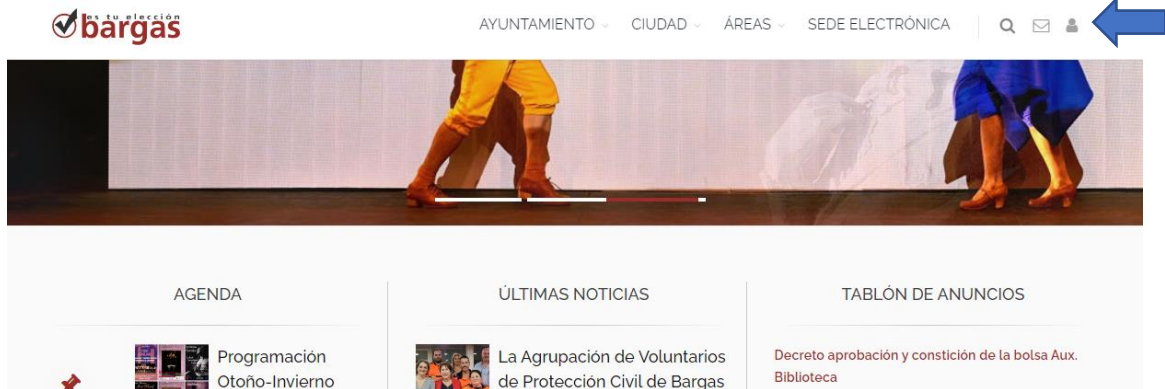 es tu elección
bargas
AYUNTAMIENTO CIUDAD ÁREAS SEDE ELECTRÓNICA
AGENDA
Programación
Otoño-Invierno
ÚLTIMAS NOTICIAS
La Agrupación de Voluntarios
de Protección Civil de Bargas
TABLÓN DE ANUNCIOS
Decreto aprobación y constición de la bolsa Aux.
Biblioteca